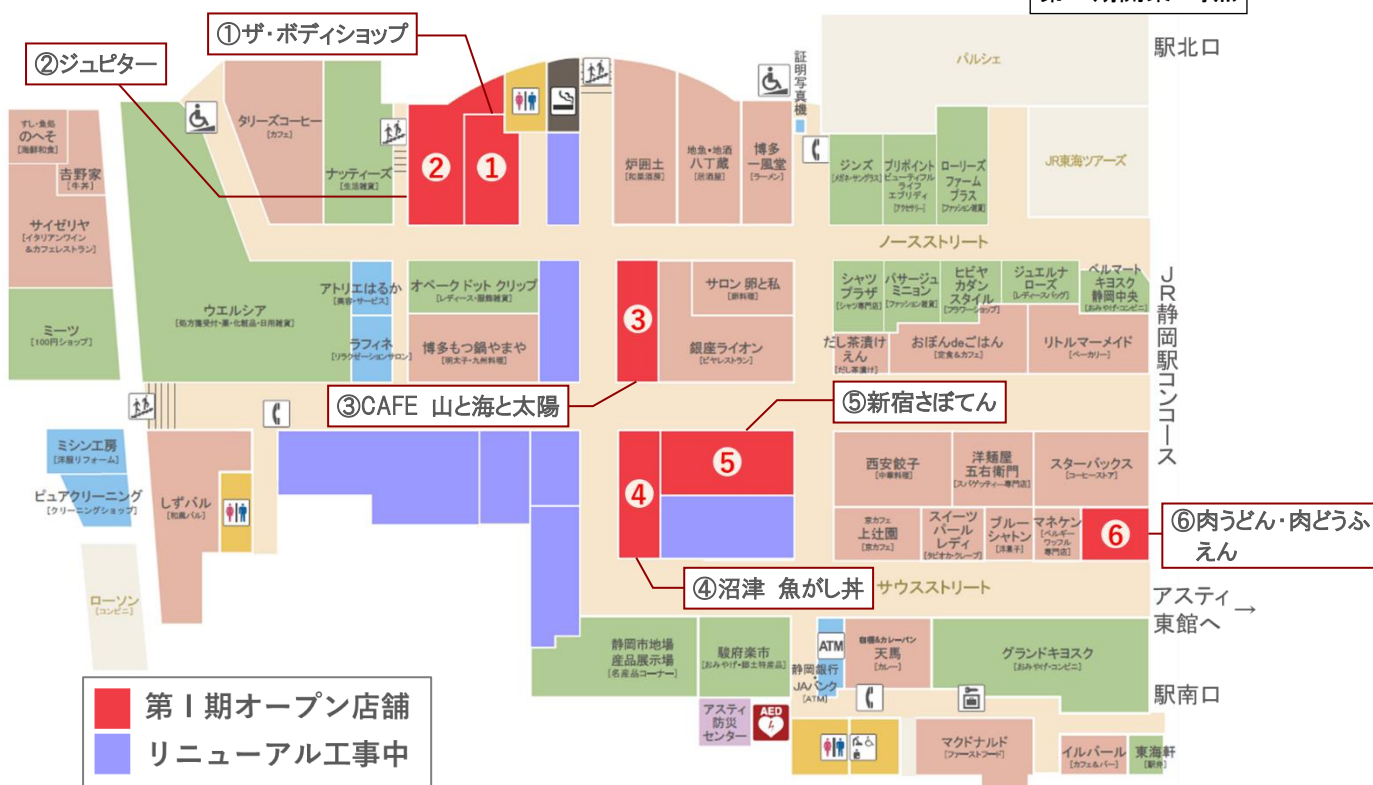 ①ザ・ボディショップ
②ジュピター
証明写真機
パルシェ
駅北口
すし・魚処
のへそ
[海鮮和食]
吉野家
[牛丼]
サイゼリヤ
[イタリアンワイン
&カフェレストラン]
ミーツ
[100円ショップ]
タリーズコーヒー
[カフェ]
ナッティーズ
[生活雑貨]
②
①
炉囲土
[和菜酒房]
地魚・地酒
八丁蔵
[居酒屋]
博多
一風堂
[ラーメン]
ジンズ
[メガネ・サングラス]
プリポイント
ビューティフル
ライフ
エブリディ
[アクセサリー]
ローリーズ
ファーム
プラス
[ファッション雑貨]
JR東海ツアーズ
ノースストリート
ウエルシア
[処方箋受付・薬・化粧品・日用雑貨]
アトリエはるか
[美容・サービス]
ラフィネ
[リラクゼーションサロン]
オペーク ドット クリップ
[レディース・服飾雑貨]
博多もつ鍋やまや
[明太子・九州料理]
③
サロン 卵と私
[卵料理]
銀座ライオン
[ビヤレストラン]
シャツ
プラザ
[シャツ専門店]
パサージュ
ミニョン
[ファッション雑貨]
ヒビヤ
カダン
スタイル
[フラワーショップ]
ジュエルナ
ローズ
[レディースバッグ]
ベルマート
キヨスク
静岡中央
[おみやげ・コンビニ]
だし茶漬け
えん
[だし茶漬け]
おぼんdeごはん
[定食&カフェ]
リトルマーメイド
[ベーカリー]
JR静岡駅コンコース
③CAFE 山と海と太陽
⑤新宿さぼてん
ミシン工房
[洋服リフォーム]
ピュアクリーニング
[クリーニングショップ]
しずバル
[和風バル]
ローソン
[コンビニ]
④
⑤
西安餃子
[中華料理]
洋麺屋
五右衛門
[スパゲッティー専門店]
スターバックス
[コーヒーストア]
京カフェ
上辻園
[京カフェ]
スイーツ
パール
レディ
[タピオカ・クレープ]
ブルー
シャトン
[洋菓子]
マネケン
[ベルギー
ワッフル
専門店]
⑥
⑥肉うどん・肉どうふ
えん
④沼津 魚がし丼
サウスストリート
アスティ
東館へ
→
静岡市地場
産品展示場
[名産品コーナー]
駿府楽市
[おみやげ・郷土特産品]
ATM
静岡銀行
・
JAバンク
[ATM]
自慢&カレーパン
天馬
[カレー]
グランドキヨスク
[おみやげ・コンビニ]
駅南口
アスティ
防災
センター
AED
マクドナルド
[ファーストフード]
イルバール
[カフェ&バー]
東海軒
[駅弁]
第Ⅰ期オープン店舗
リニューアル工事中